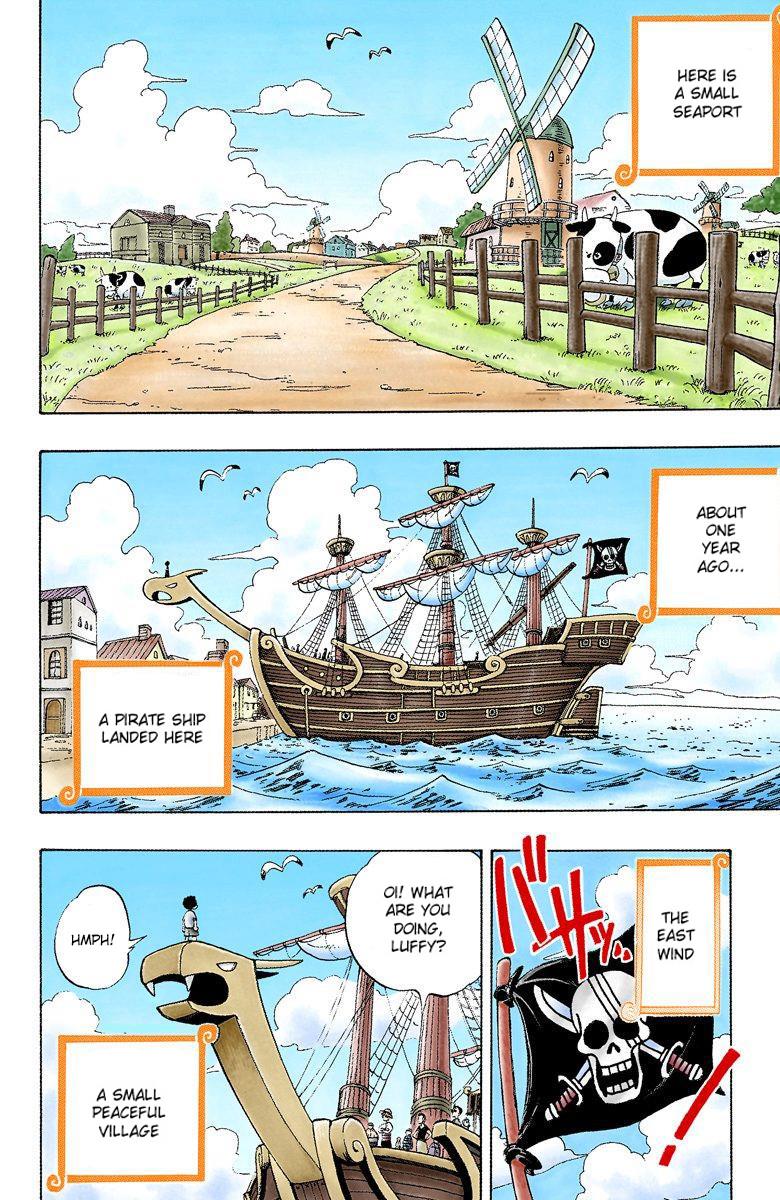 HERE IS
A SMALL
SEAPORT
ABOUT
ONE
YEAR
AGO...
A PIRATE SHIP
LANDED HERE
THE
EAST
WIND
バサッ..
A SMALL
PEACEFUL
VILLAGE
OI! WHAT
ARE YOU
DOING,
LUFFY?
HMPH!